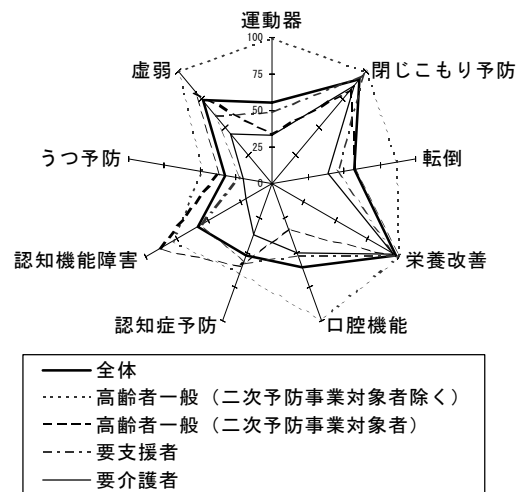 運動器
100
虚弱
閉じこもり予防
75
50
うつ予防
25
転倒
0
認知機能障害
栄養改善
認知症予防
口腔機能
全体
高齢者一般（二次予防事業対象者除く）
高齢者一般（二次予防事業対象者）
要支援者
要介護者